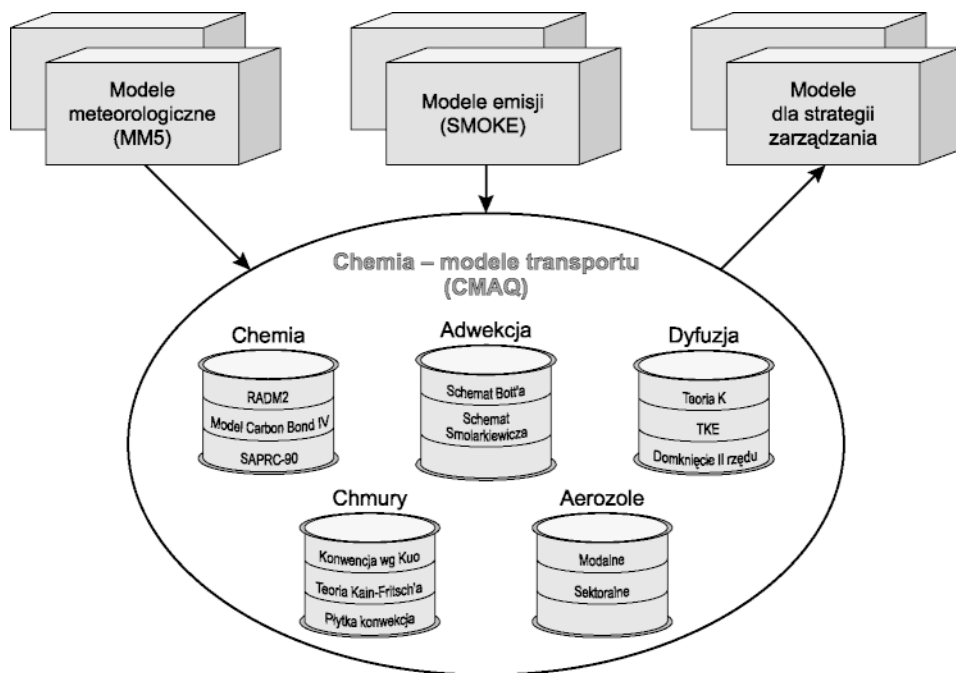 Modele
meteorologiczne
(MM5)
Modele emisji
(SMOKE)
Modele
dla strategii
zarządzania
Chemia – modele transportu
(CMAQ)
Chemia
RADM2
Model Carbon Bond IV
SAPRC-90
Adwekcja
Schemat Bott'a
Schemat
Smolarkiewicza
Dyfuzja
Teoria K
TKE
Domknięcie II rzędu
Chmury
Konwencja wg Kuo
Teoria Kain-Fritsch'a
Płytka konwekcja
Aerozole
Modalne
Sektoralne